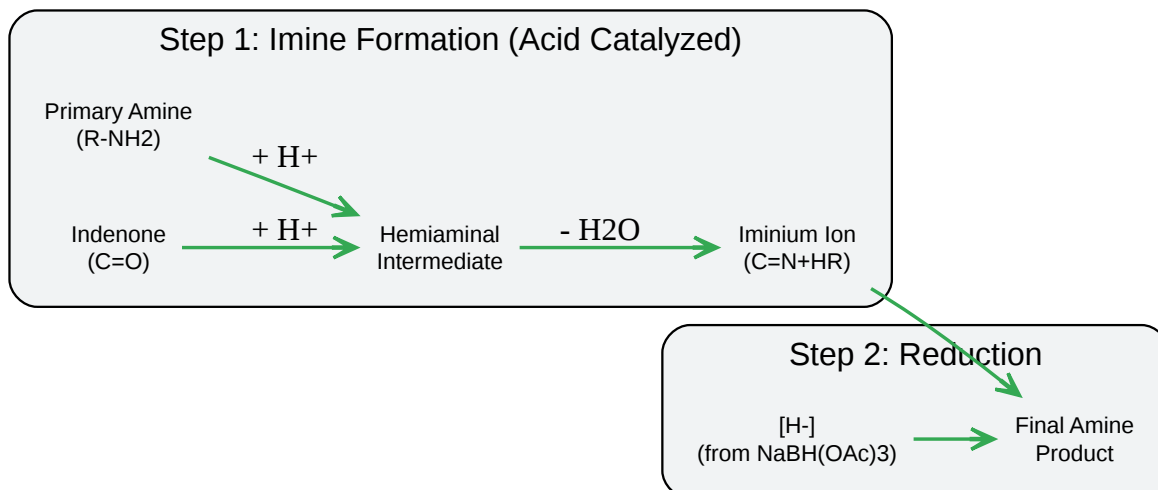 Step 1: Imine Formation (Acid Catalyzed)
Primary Amine
(R-NH2)
+ H+
Indenone
(C=O)
+ H+
Hemiaminal
Intermediate
- H2O
Iminium Ion
(C=N+HR)
Step 2: Reduction
[H-]
(from NaBH(OAc)3)
Final Amine
Product